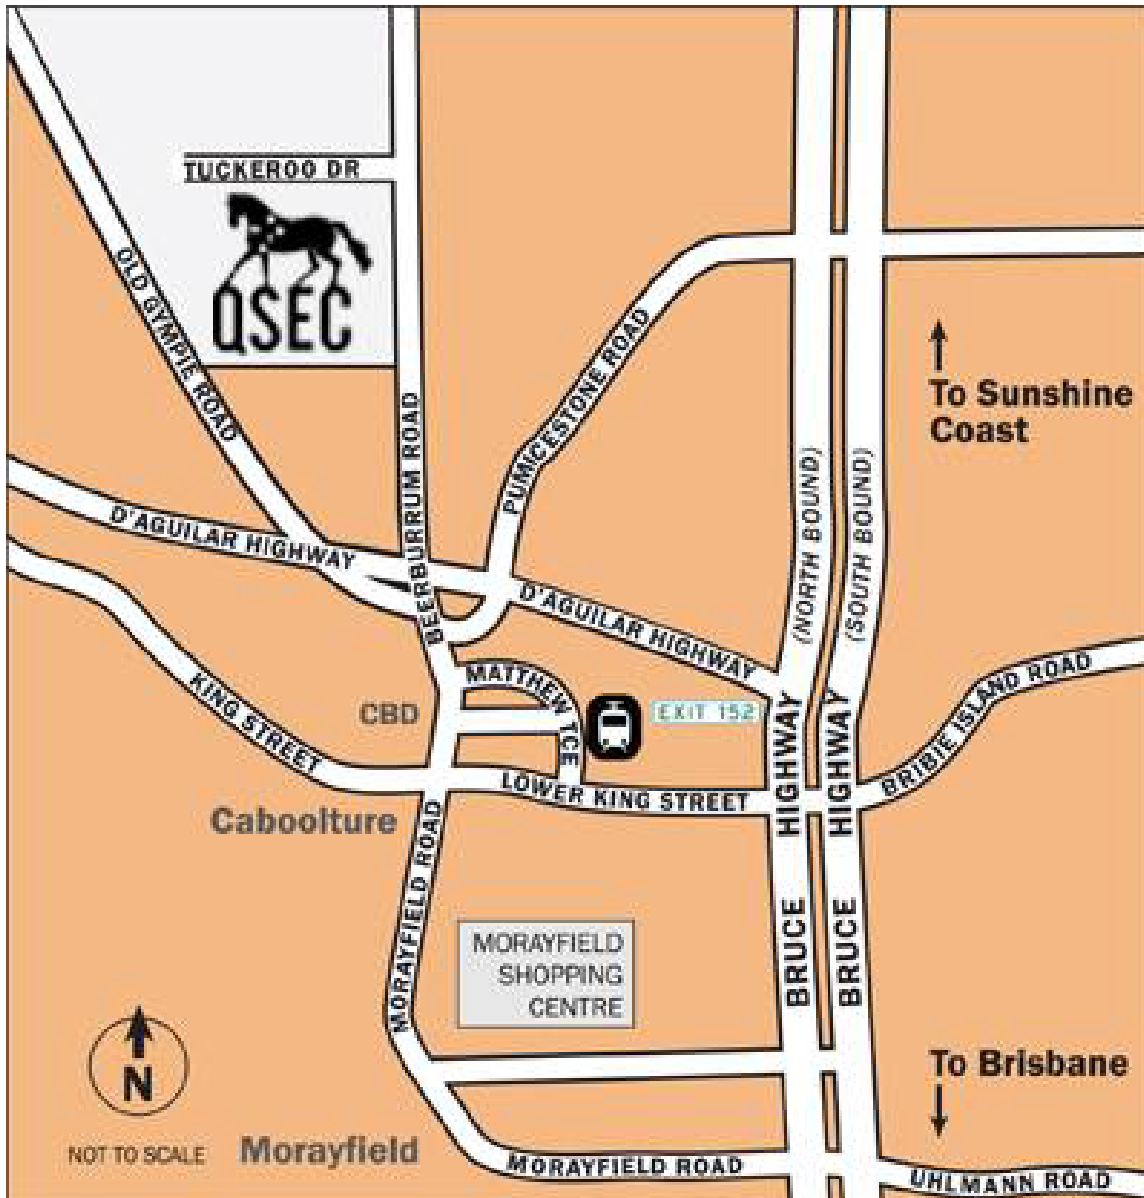 TUCKEROO DR
QSEC
OLD GYMPIE ROAD
BEERBURRUM ROAD
PUMICESTONE ROAD
To Sunshine
Coast
(NORTH BOUND)
(SOUTH BOUND)
D'AGUILAR HIGHWAY
D'AGUILAR HIGHWAY
MATTHEW TCE
CBD
EXIT 152
KING STREET
LOWER KING STREET
BRIBIE ISLAND ROAD
Caboolture
BRUCE HIGHWAY
BRUCE HIGHWAY
MORAYFIELD ROAD
MORAYFIELD
SHOPPING
CENTRE
N
NOT TO SCALE
Morayfield
To Brisbane
MORAYFIELD ROAD
UHLMANN ROAD